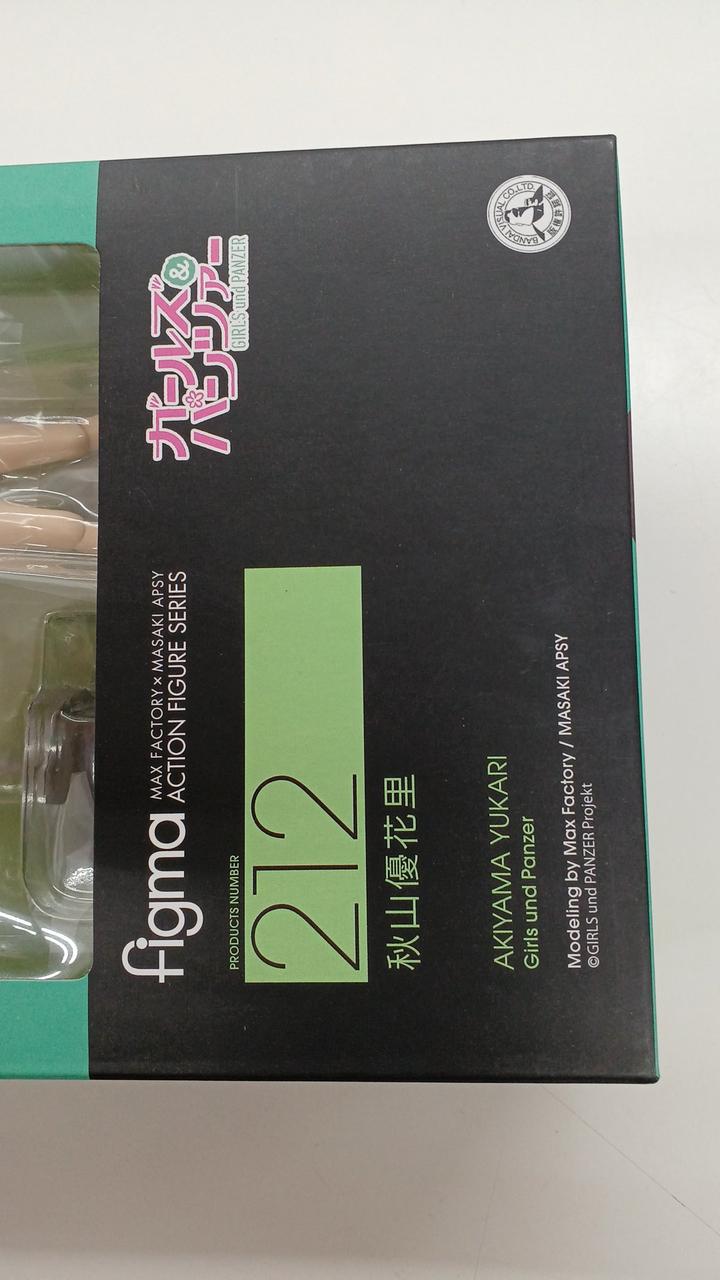 ガールズ&
パンツァー
GIRLS und PANZER
BANDAI VISUAL CO.,LTD.
figma
MAX FACTORY × MASAKI APSY
ACTION FIGURE SERIES
PRODUCTS NUMBER
212
秋山優花里
AKIYAMA YUKARI
Girls und Panzer
Modeling by Max Factory / MASAKI APSY
©GIRLS und PANZER Projekt